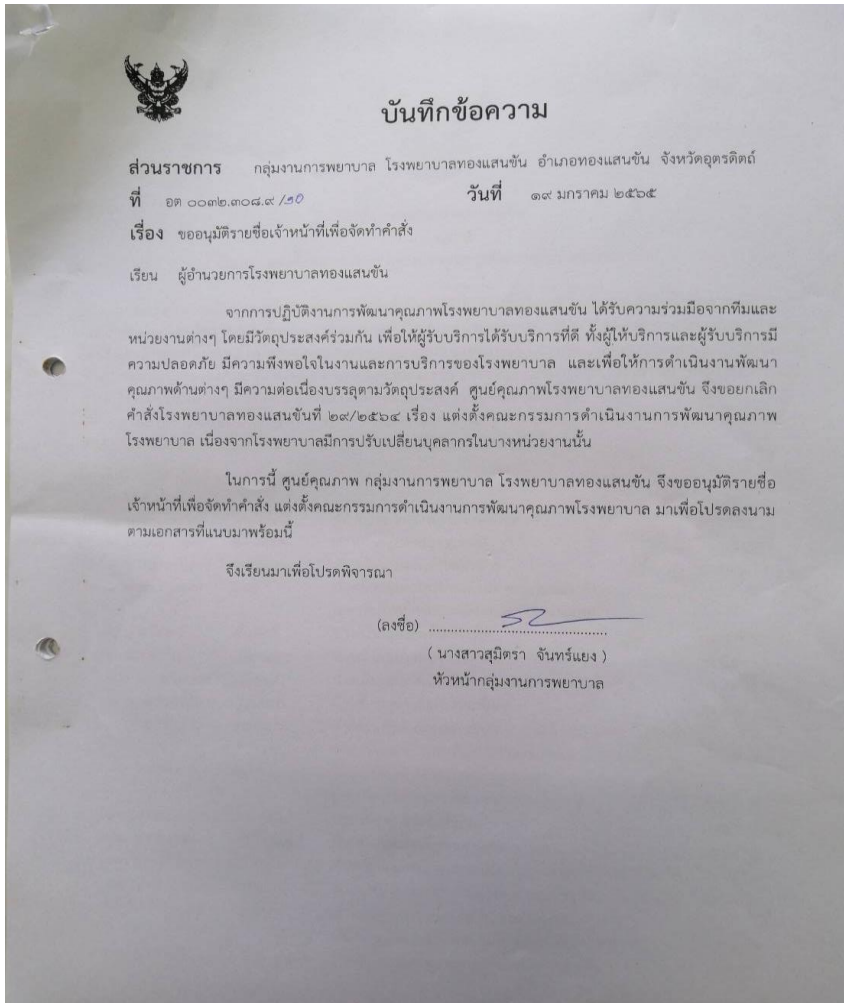 บันทึกข้อความ
ส่วนราชการ กลุ่มงานการพยาบาล โรงพยาบาลทองแสนขัน อำเภอทองแสนขัน จังหวัดอุตรดิตถ์
ที่ อต ๐๐๓๒.๓๐๘.๙ /๑๐ วันที่ ๑๙ มกราคม ๒๕๖๕
เรื่อง ขออนุมัติรายชื่อเจ้าหน้าที่เพื่อจัดทำคำสั่ง
เรียน ผู้อำนวยการโรงพยาบาลทองแสนขัน
จากการปฏิบัติงานการพัฒนาคุณภาพโรงพยาบาลทองแสนขัน ได้รับความร่วมมือจากทีมและ
หน่วยงานต่างๆ โดยมีวัตถุประสงค์ร่วมกัน เพื่อให้ผู้รับบริการได้รับบริการที่ดี ทั้งผู้ให้บริการและผู้รับบริการมี
ความปลอดภัย มีความพึงพอใจในงานและการบริการของโรงพยาบาล และเพื่อให้การดำเนินงานพัฒนา
คุณภาพด้านต่างๆ มีความต่อเนื่องบรรลุตามวัตถุประสงค์ ศูนย์คุณภาพโรงพยาบาลทองแสนขัน จึงขอยกเลิก
คำสั่งโรงพยาบาลทองแสนขันที่ ๒๙/๒๕๖๔ เรื่อง แต่งตั้งคณะกรรมการดำเนินงานการพัฒนาคุณภาพ
โรงพยาบาล เนื่องจากโรงพยาบาลมีการปรับเปลี่ยนบุคลากรในบางหน่วยงานนั้น
ในการนี้ ศูนย์คุณภาพ กลุ่มงานการพยาบาล โรงพยาบาลทองแสนขัน จึงขออนุมัติรายชื่อ
เจ้าหน้าที่เพื่อจัดทำคำสั่ง แต่งตั้งคณะกรรมการดำเนินงานการพัฒนาคุณภาพโรงพยาบาล มาเพื่อโปรดลงนาม
ตามเอกสารที่แนบมาพร้อมนี้
จึงเรียนมาเพื่อโปรดพิจารณา
(ลงชื่อ) ................................................
( นางสาวสุมิตรา จันทร์แยง )
หัวหน้ากลุ่มงานการพยาบาล